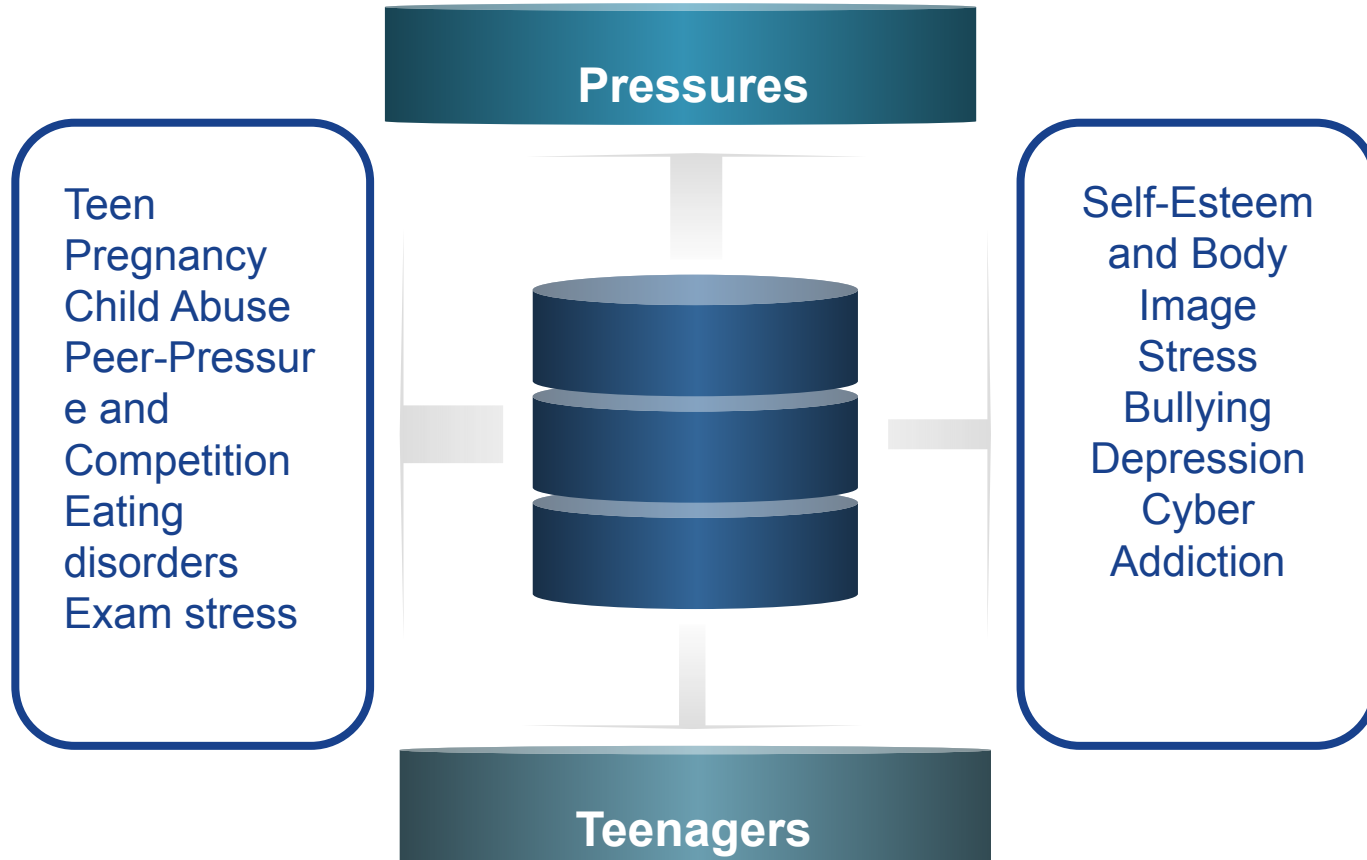 Pressures
Teen
Pregnancy
Child Abuse
Peer-Pressur
e and
Competition
Eating
disorders
Exam stress
Self-Esteem
and Body
Image
Stress
Bullying
Depression
Cyber
Addiction
Teenagers